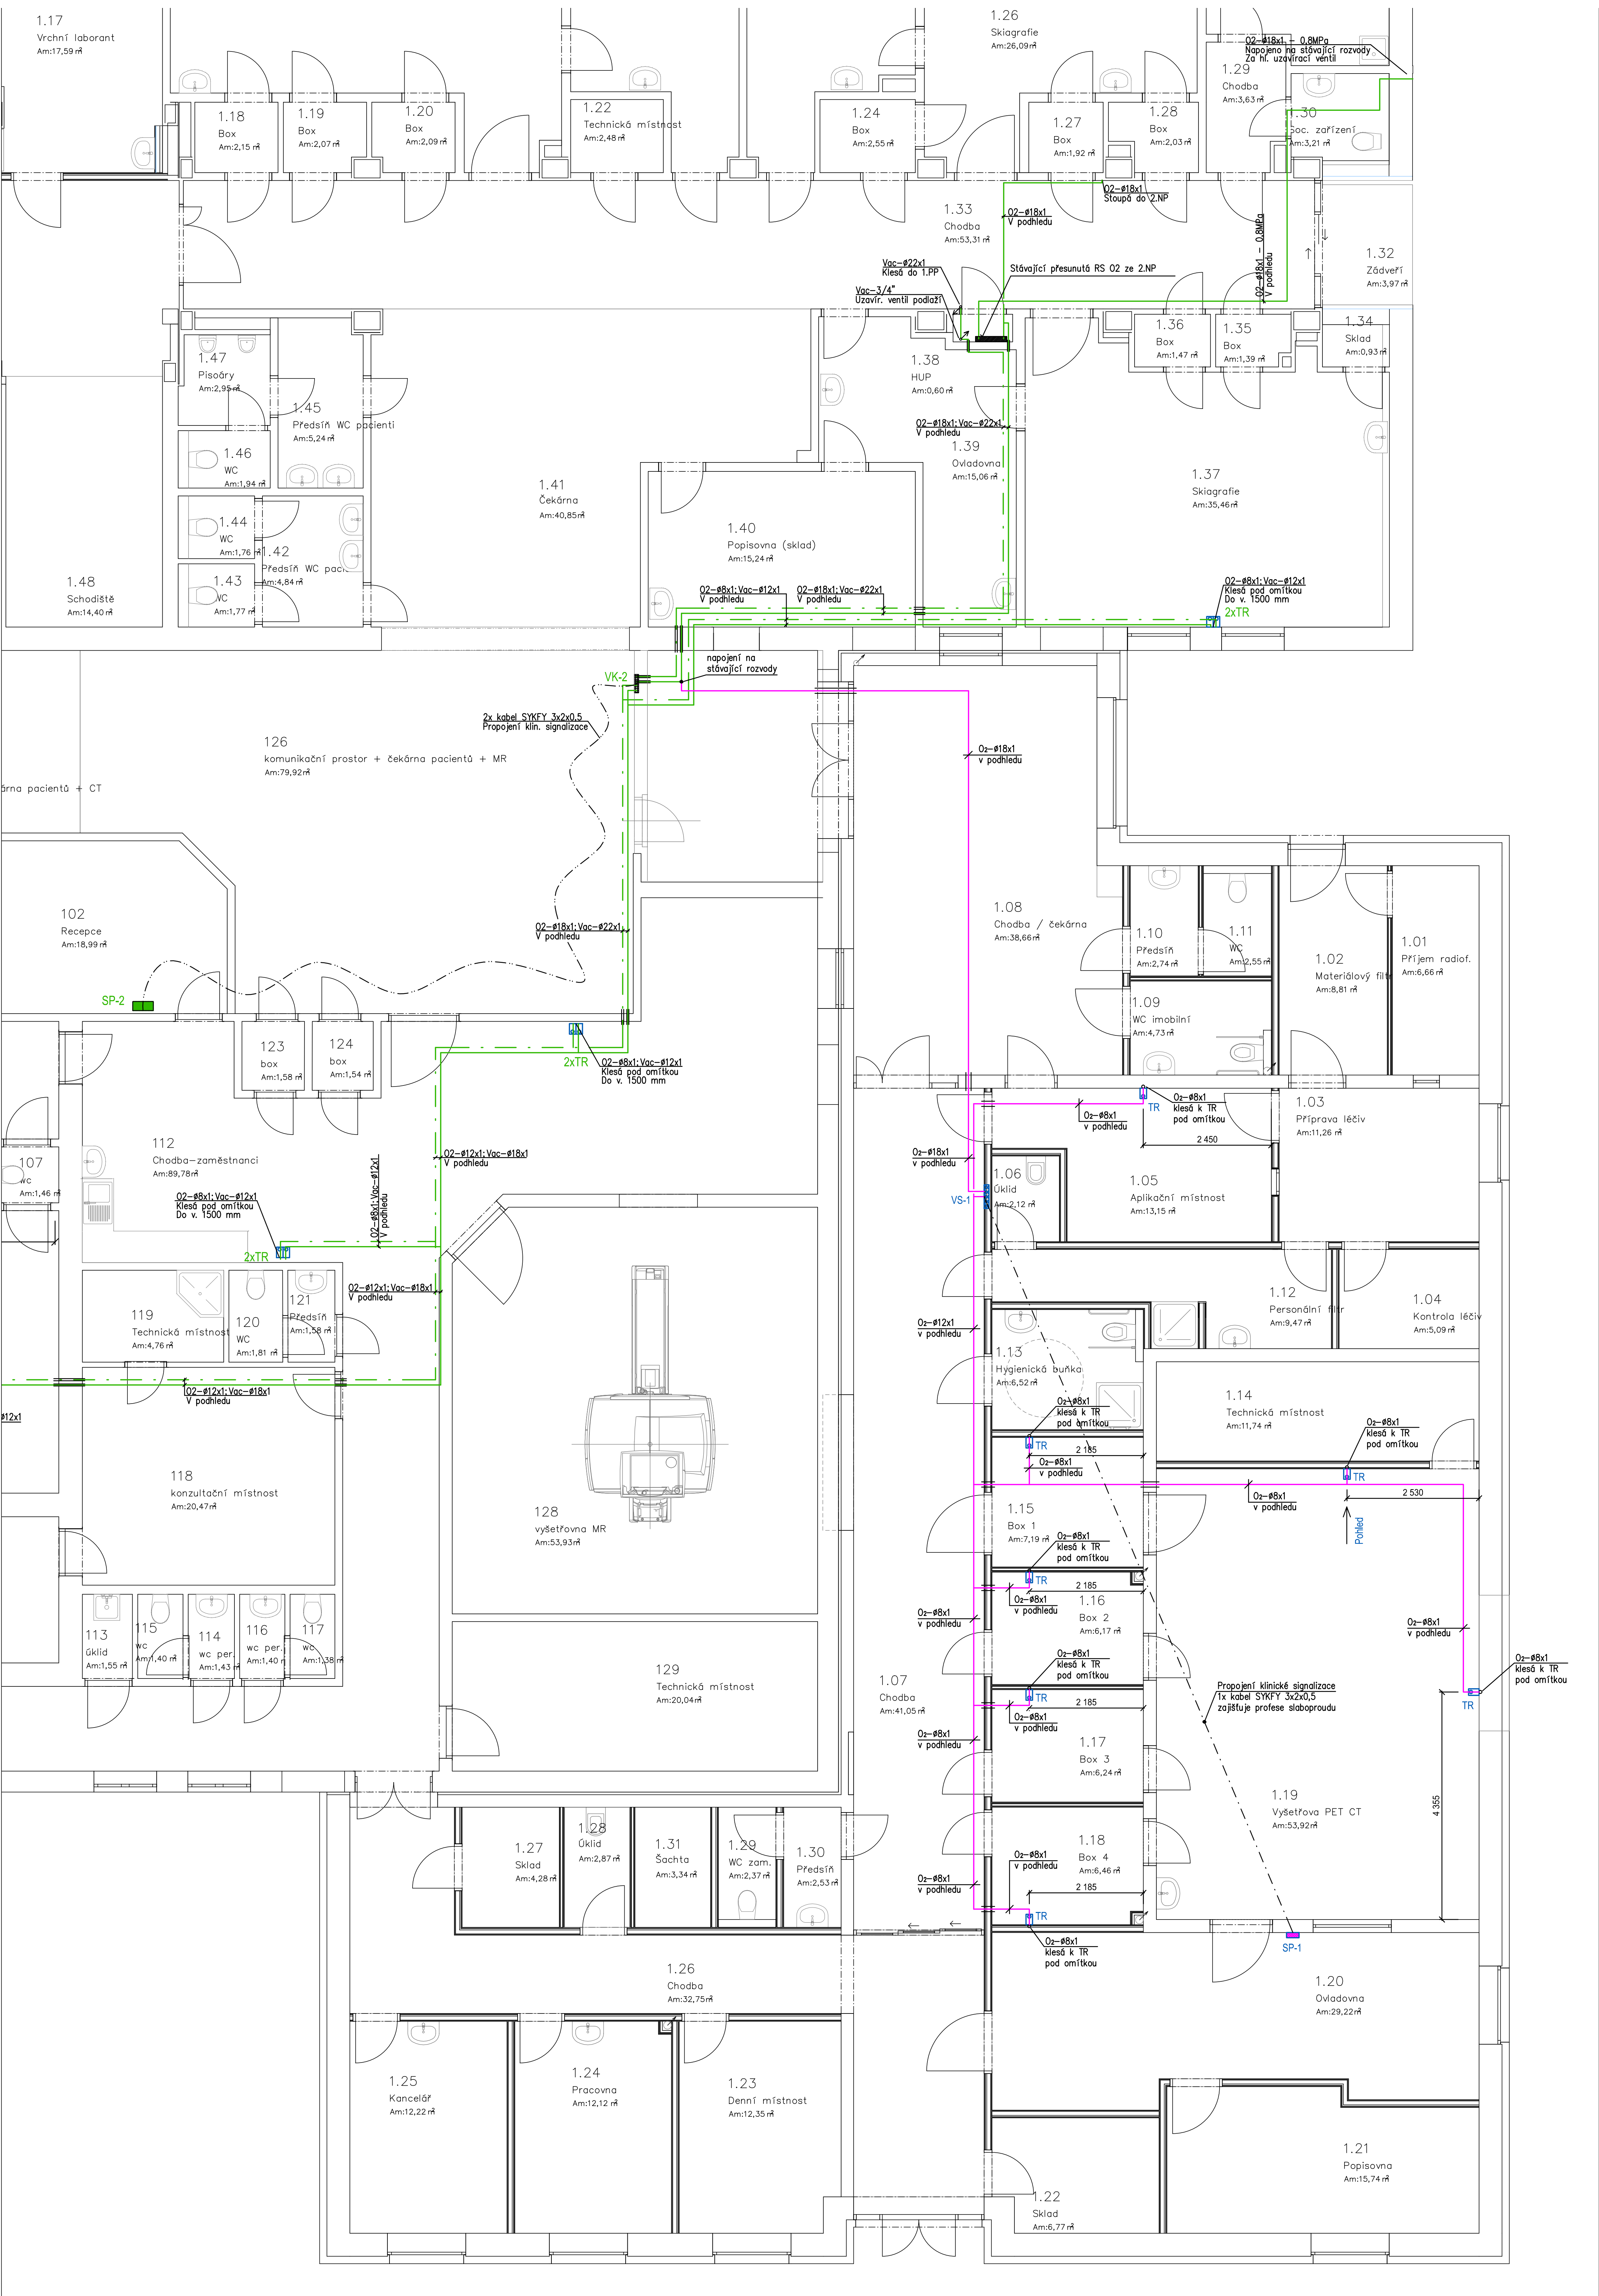 1.17
Vrchní laborant
Am:17,59 m²
1.18
Box
Am:2,15 m²
1.19
Box
Am:2,07 m²
1.20
Box
Am:2,09 m²
1.22
Technická místnost
Am:2,48 m²
1.24
Box
Am:2,55 m²
1.26
Skiagrafie
Am:26,09 m²
1.27
Box
Am:1,92 m²
1.28
Box
Am:2,03 m²
O2-ø18x1 - 0,8MPa
Napojeno na stávající rozvody
Za hl. uzavírací ventil
1.29
Chodba
Am:3,63 m²
1.30
Soc. zařízení
Am:3,21 m²
O2-ø18x1
Stoupá do 2.NP
1.33
Chodba
Am:53,31 m²
O2-ø18x1
V podhledu
O2-ø18x1 - 0,8MPa
V podhledu
1.32
Zádveří
Am:3,97 m²
Vac-ø22x1
Klesá do 1.PP
Stávající přesunutá RS O2 ze 2.NP
Vac-3/4"
Uzavír. ventil podlaží
1.34
Sklad
Am:0,93 m²
1.36
Box
Am:1,47 m²
1.35
Box
Am:1,39 m²
1.47
Pisoáry
Am:2,95 m²
1.38
HUP
Am:0,60 m²
1.45
Předsíň WC pacienti
Am:5,24 m²
O2-ø18x1; Vac-ø22x1
V podhledu
1.39
Ovladovna
Am:15,06 m²
1.46
WC
Am:1,94 m²
1.41
Čekárna
Am:40,85 m²
1.37
Skiagrafie
Am:35,46 m²
1.44
WC
Am:1,76 m²
1.40
Popisovna (sklad)
Am:15,24 m²
1.42
Předsíň WC paci
Am:4,84 m²
1.48
Schodiště
Am:14,40 m²
1.43
WC
Am:1,77 m²
O2-ø8x1; Vac-ø12x1
V podhledu
O2-ø18x1; Vac-ø22x1
V podhledu
O2-ø8x1; Vac-ø12x1
Klesá pod omítkou
Do v. 1500 mm
2xTR
napojení na
stávající rozvody
VK-2
2x kabel SYKFY 3x2x0,5
Propojení klin. signalizace
126
komunikační prostor + čekárna pacientů + MR
Am:79,92 m²
árna pacientů + CT
O₂-ø18x1
v podhledu
102
Recepce
Am:18,99 m²
O2-ø18x1; Vac-ø22x1
V podhledu
1.08
Chodba / čekárna
Am:38,66 m²
1.10
Předsíň
Am:2,74 m²
1.11
WC
Am:2,55 m²
1.02
Materiálový filtr
Am:8,81 m²
1.01
Příjem radiof.
Am:6,66 m²
SP-2
1.09
WC imobilní
Am:4,73 m²
123
box
Am:1,58 m²
124
box
Am:1,54 m²
2xTR
O2-ø8x1; Vac-ø12x1
Klesá pod omítkou
Do v. 1500 mm
TR
O₂-ø8x1
klesá k TR
pod omítkou
O₂-ø8x1
v podhledu
2 450
1.03
Příprava léčiv
Am:11,26 m²
112
Chodba-zaměstnanci
Am:89,78 m²
107
wc
Am:1,46 m²
O2-ø12x1; Vac-ø18x1
V podhledu
O2-ø8x1; Vac-ø12x1
V podhledu
O2-ø8x1; Vac-ø12x1
Klesá pod omítkou
Do v. 1500 mm
2xTR
O₂-ø18x1
v podhledu
VS-1
1.06
Úklid
Am:2,12 m²
1.05
Aplikační místnost
Am:13,15 m²
O2-ø12x1; Vac-ø18x1
V podhledu
119
Technická místnost
Am:4,76 m²
120
WC
Am:1,81 m²
121
Předsíň
Am:1,58 m²
O₂-ø12x1
v podhledu
1.12
Personální filtr
Am:9,47 m²
1.04
Kontrola léčiv
Am:5,09 m²
1.13
Hygienická buňka
Am:6,52 m²
O2-ø12x1; Vac-ø18x1
V podhledu
ø12x1
1.14
Technická místnost
Am:11,74 m²
O₂-ø8x1
klesá k TR
pod omítkou
TR
2 185
O₂-ø8x1
v podhledu
O₂-ø8x1
klesá k TR
pod omítkou
TR
2 530
O₂-ø8x1
v podhledu
Pohled
118
konzultační místnost
Am:20,47 m²
128
vyšetřovna MR
Am:53,93 m²
1.15
Box 1
Am:7,19 m²
O₂-ø8x1
klesá k TR
pod omítkou
TR
2 185
O₂-ø8x1
v podhledu
O₂-ø8x1
v podhledu
1.16
Box 2
Am:6,17 m²
O₂-ø8x1
v podhledu
113
úklid
Am:1,55 m²
115
wc
Am:1,40 m²
114
wc per.
Am:1,43 m²
116
wc per.
Am:1,40 m²
117
wc
Am:1,38 m²
129
Technická místnost
Am:20,04 m²
1.07
Chodba
Am:41,05 m²
O₂-ø8x1
klesá k TR
pod omítkou
TR
2 185
O₂-ø8x1
v podhledu
O₂-ø8x1
v podhledu
1.17
Box 3
Am:6,24 m²
Propojení klinické signalizace
1x kabel SYKFY 3x2x0,5
zajišťuje profese slaboproudu
O₂-ø8x1
klesá k TR
pod omítkou
TR
4 355
1.19
Vyšetřova PET CT
Am:53,92 m²
1.27
Sklad
Am:4,28 m²
1.28
Úklid
Am:2,87 m²
1.31
Šachta
Am:3,34 m²
1.29
WC zam.
Am:2,37 m²
1.30
Předsíň
Am:2,53 m²
1.18
Box 4
Am:6,46 m²
O₂-ø8x1
v podhledu
O₂-ø8x1
v podhledu
2 185
TR
O₂-ø8x1
klesá k TR
pod omítkou
SP-1
1.26
Chodba
Am:32,75 m²
1.20
Ovladovna
Am:29,22 m²
1.25
Kancelář
Am:12,22 m²
1.24
Pracovna
Am:12,12 m²
1.23
Denní místnost
Am:12,35 m²
1.21
Popisovna
Am:15,74 m²
1.22
Sklad
Am:6,77 m²